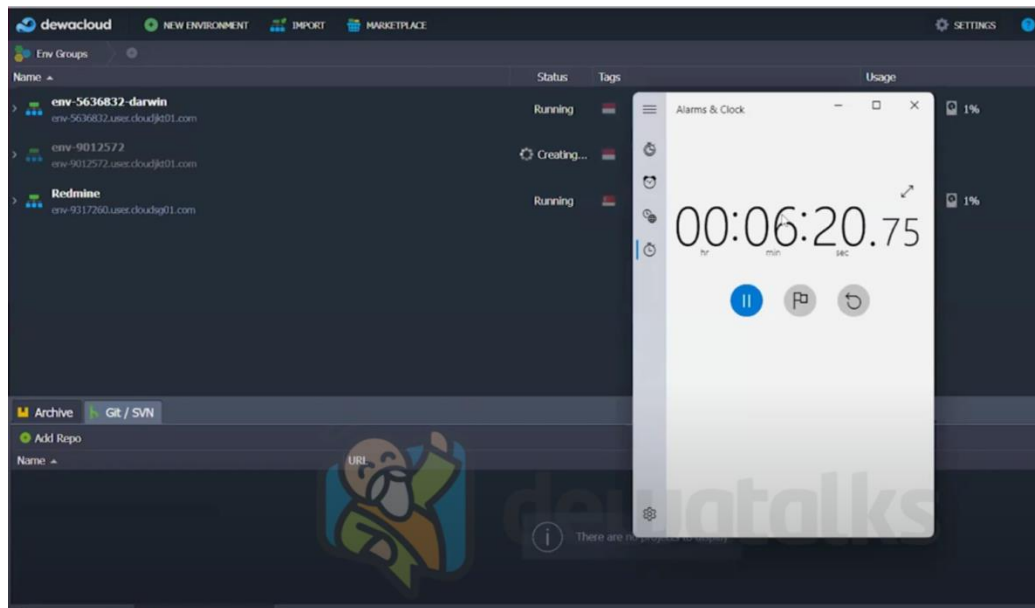 dewacloud NEW ENVIRONMENT IMPORT MARKETPLACE SETTINGS ?
Env Groups
Name Status Tags Usage
env-5636832-darwin Running 1%
env-5636832.user.cloudjkt01.com
env-9012572 Creating...
env-9012572.user.cloudjkt01.com
Redmine Running 1%
env-9317260.user.cloudsg01.com
Alarms & Clock
00:06:20.75
hr min sec
Archive Git / SVN
Add Repo
Name URL
dewatalks
There are no projects to display